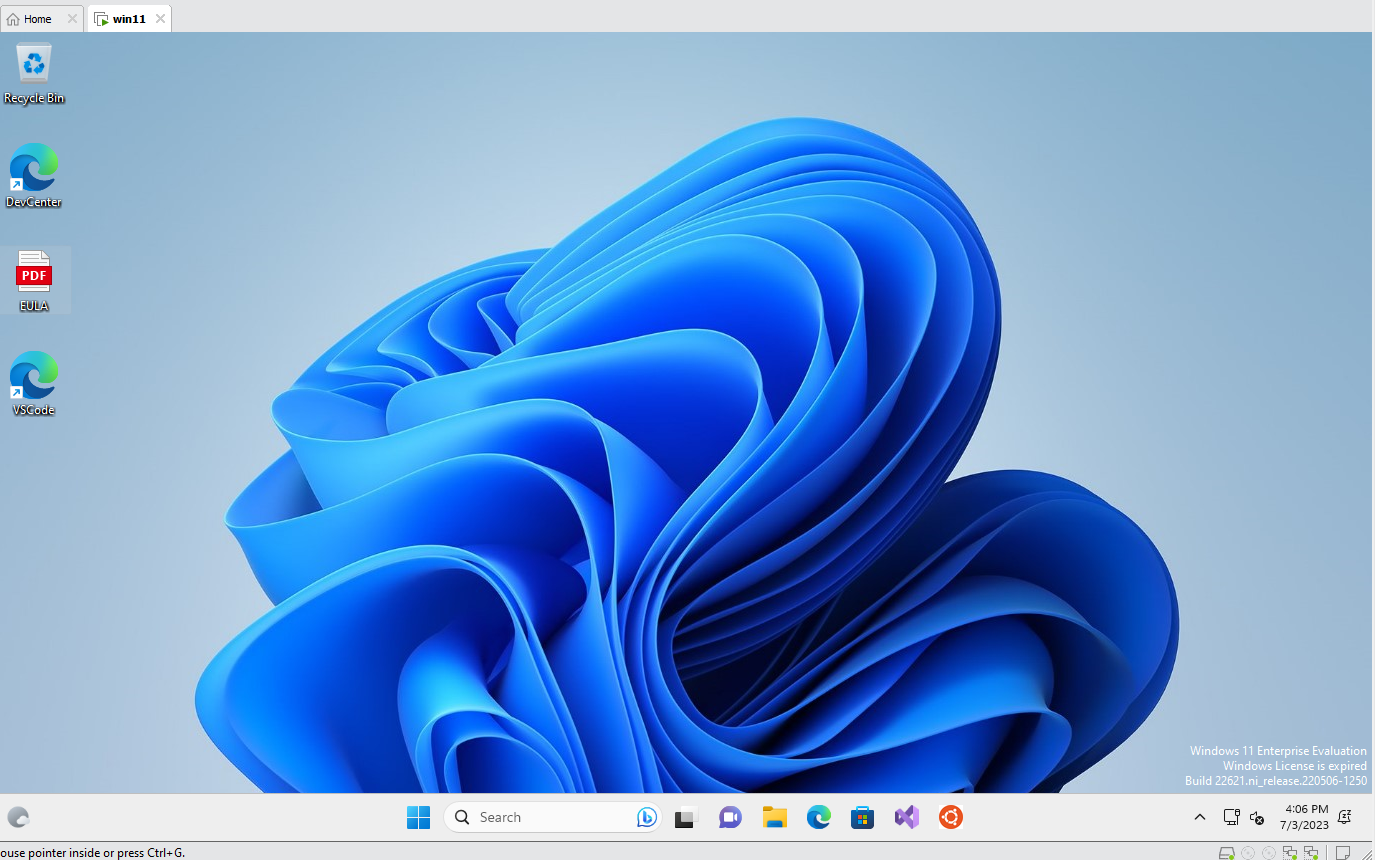 Home
win11
Recycle Bin
DevCenter
PDF
EULA
VSCode
Windows 11 Enterprise Evaluation
Windows License is expired
Build 22621.ni_release.220506-1250
Search
4:06 PM
7/3/2023
ouse pointer inside or press Ctrl+G.